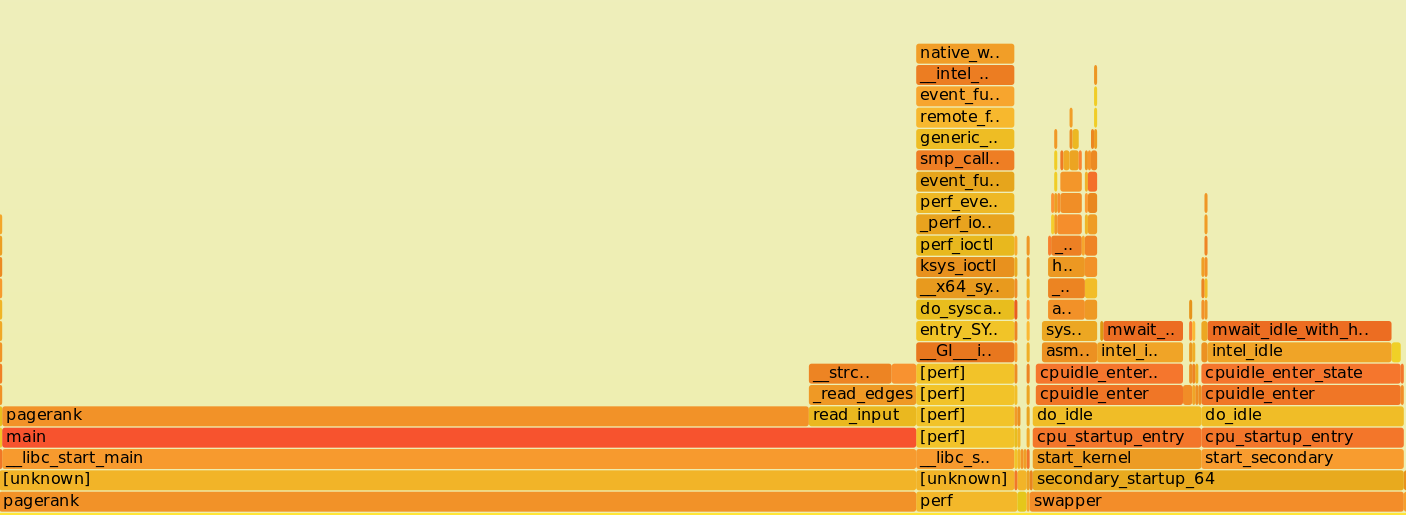 native_w..
__intel_..
event_fu..
remote_f..
generic_..
smp_call..
event_fu..
perf_eve..
_perf_io..
perf_ioctl _..
ksys_ioctl h..
__x64_sy.. _..
do_sysca.. a..
entry_SY.. sys.. mwait_.. mwait_idle_with_h..
__GI___i.. asm.. intel_i.. intel_idle
__strc.. [perf] cpuidle_enter.. cpuidle_enter_state
_read_edges [perf] cpuidle_enter cpuidle_enter
pagerank read_input [perf] do_idle do_idle
main [perf] cpu_startup_entry cpu_startup_entry
__libc_start_main __libc_s.. start_kernel start_secondary
[unknown] [unknown] secondary_startup_64
pagerank perf swapper